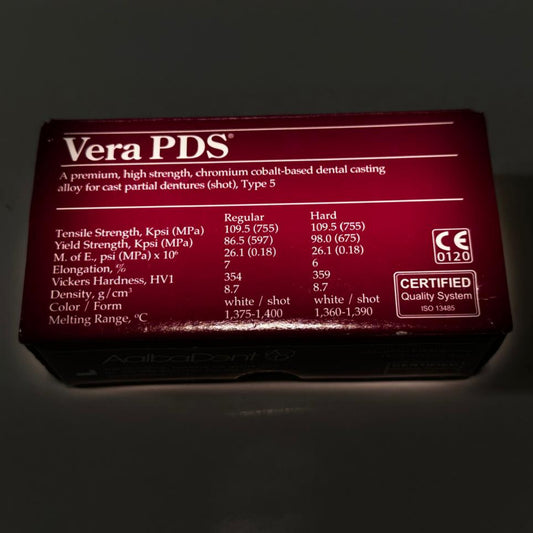 Vera PDS®
A premium, high strength, chromium cobalt-based dental casting
alloy for cast partial dentures (shot), Type 5
Regular Hard
Tensile Strength, Kpsi (MPa) 109.5 (755) 109.5 (755)
Yield Strength, Kpsi (MPa) 86.5 (597) 98.0 (675)
M. of E., psi (MPa) x 10⁶ 26.1 (0.18) 26.1 (0.18)
Elongation, % 7 6
Vickers Hardness, HV1 354 359
Density, g/cm³ 8.7 8.7
Color / Form white / shot white / shot
Melting Range, ºC 1,375-1,400 1,360-1,390
CE
0120
CERTIFIED
Quality System
ISO 13485
AalbaDent
CERTIFIED